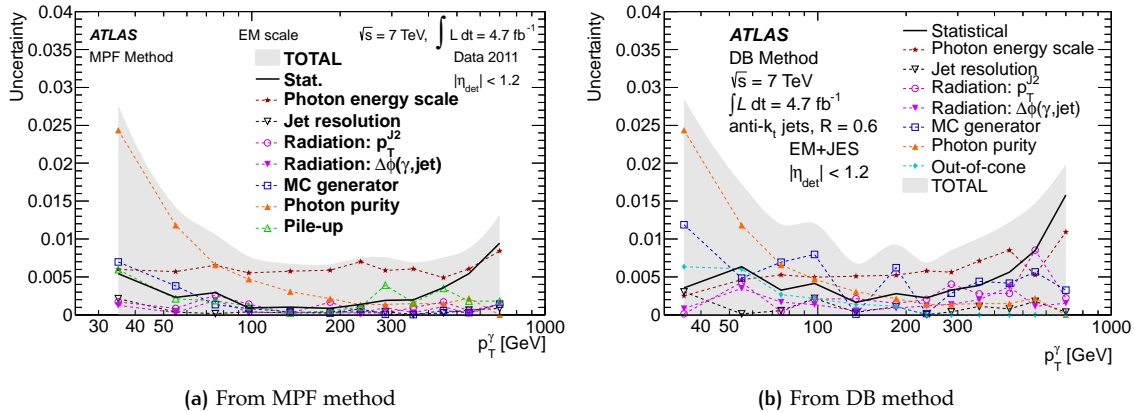 Uncertainty
0.04
0.035
0.03
0.025
0.02
0.015
0.01
0.005
0
ATLAS
MPF Method
EM scale
√s = 7 TeV, ∫ L dt = 4.7 fb⁻¹
Data 2011
|η_det| < 1.2
TOTAL
Stat.
Photon energy scale
Jet resolution
Radiation: p_T^J2
Radiation: Δϕ(γ,jet)
MC generator
Photon purity
Pile-up
30 40 50 100 200 300 1000
p_T^γ [GeV]
(a) From MPF method
Uncertainty
0.04
0.035
0.03
0.025
0.02
0.015
0.01
0.005
0
ATLAS
DB Method
√s = 7 TeV
∫L dt = 4.7 fb⁻¹
anti-k_t jets, R = 0.6
EM+JES
|η_det| < 1.2
Statistical
Photon energy scale
Jet resolution
Radiation: p_T^J2
Radiation: Δϕ(γ,jet)
MC generator
Photon purity
Out-of-cone
TOTAL
40 50 100 200 300 1000
p_T^γ [GeV]
(b) From DB method